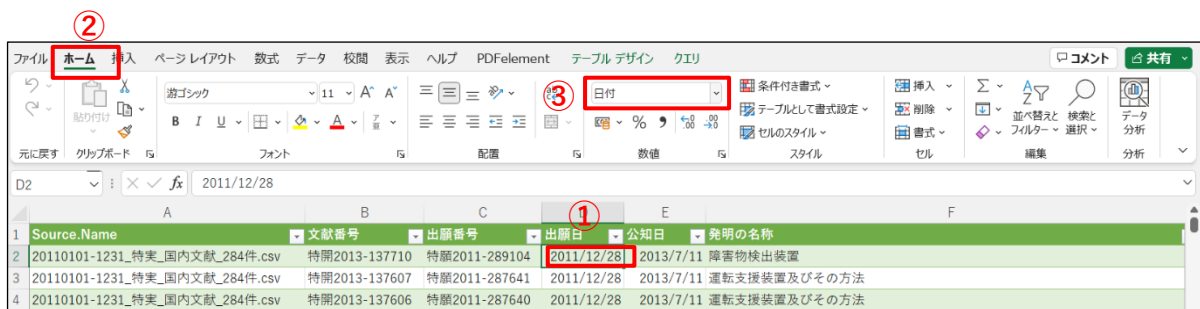 ②
ファイル ホーム 挿入 ページ レイアウト 数式 データ 校閲 表示 ヘルプ PDFelement テーブル デザイン クエリ コメント 共有
貼り付け 游ゴシック 11 A^ A˅ ③ 日付 条件付き書式 挿入 Σ
テーブルとして書式設定 削除 並べ替えと 検索と データ
B I U A % 9 セルのスタイル 書式 フィルター 選択 分析
元に戻す クリップボード フォント 配置 数値 スタイル セル 編集 分析
D2 fx 2011/12/28
A B C ① E F
1 Source.Name 文献番号 出願番号 出願日 公知日 発明の名称
2 20110101-1231_特実_国内文献_284件.csv 特開2013-137710 特願2011-289104 2011/12/28 2013/7/11 障害物検出装置
3 20110101-1231_特実_国内文献_284件.csv 特開2013-137607 特願2011-287641 2011/12/28 2013/7/11 運転支援装置及びその方法
4 20110101-1231_特実_国内文献_284件.csv 特開2013-137606 特願2011-287640 2011/12/28 2013/7/11 運転支援装置及びその方法